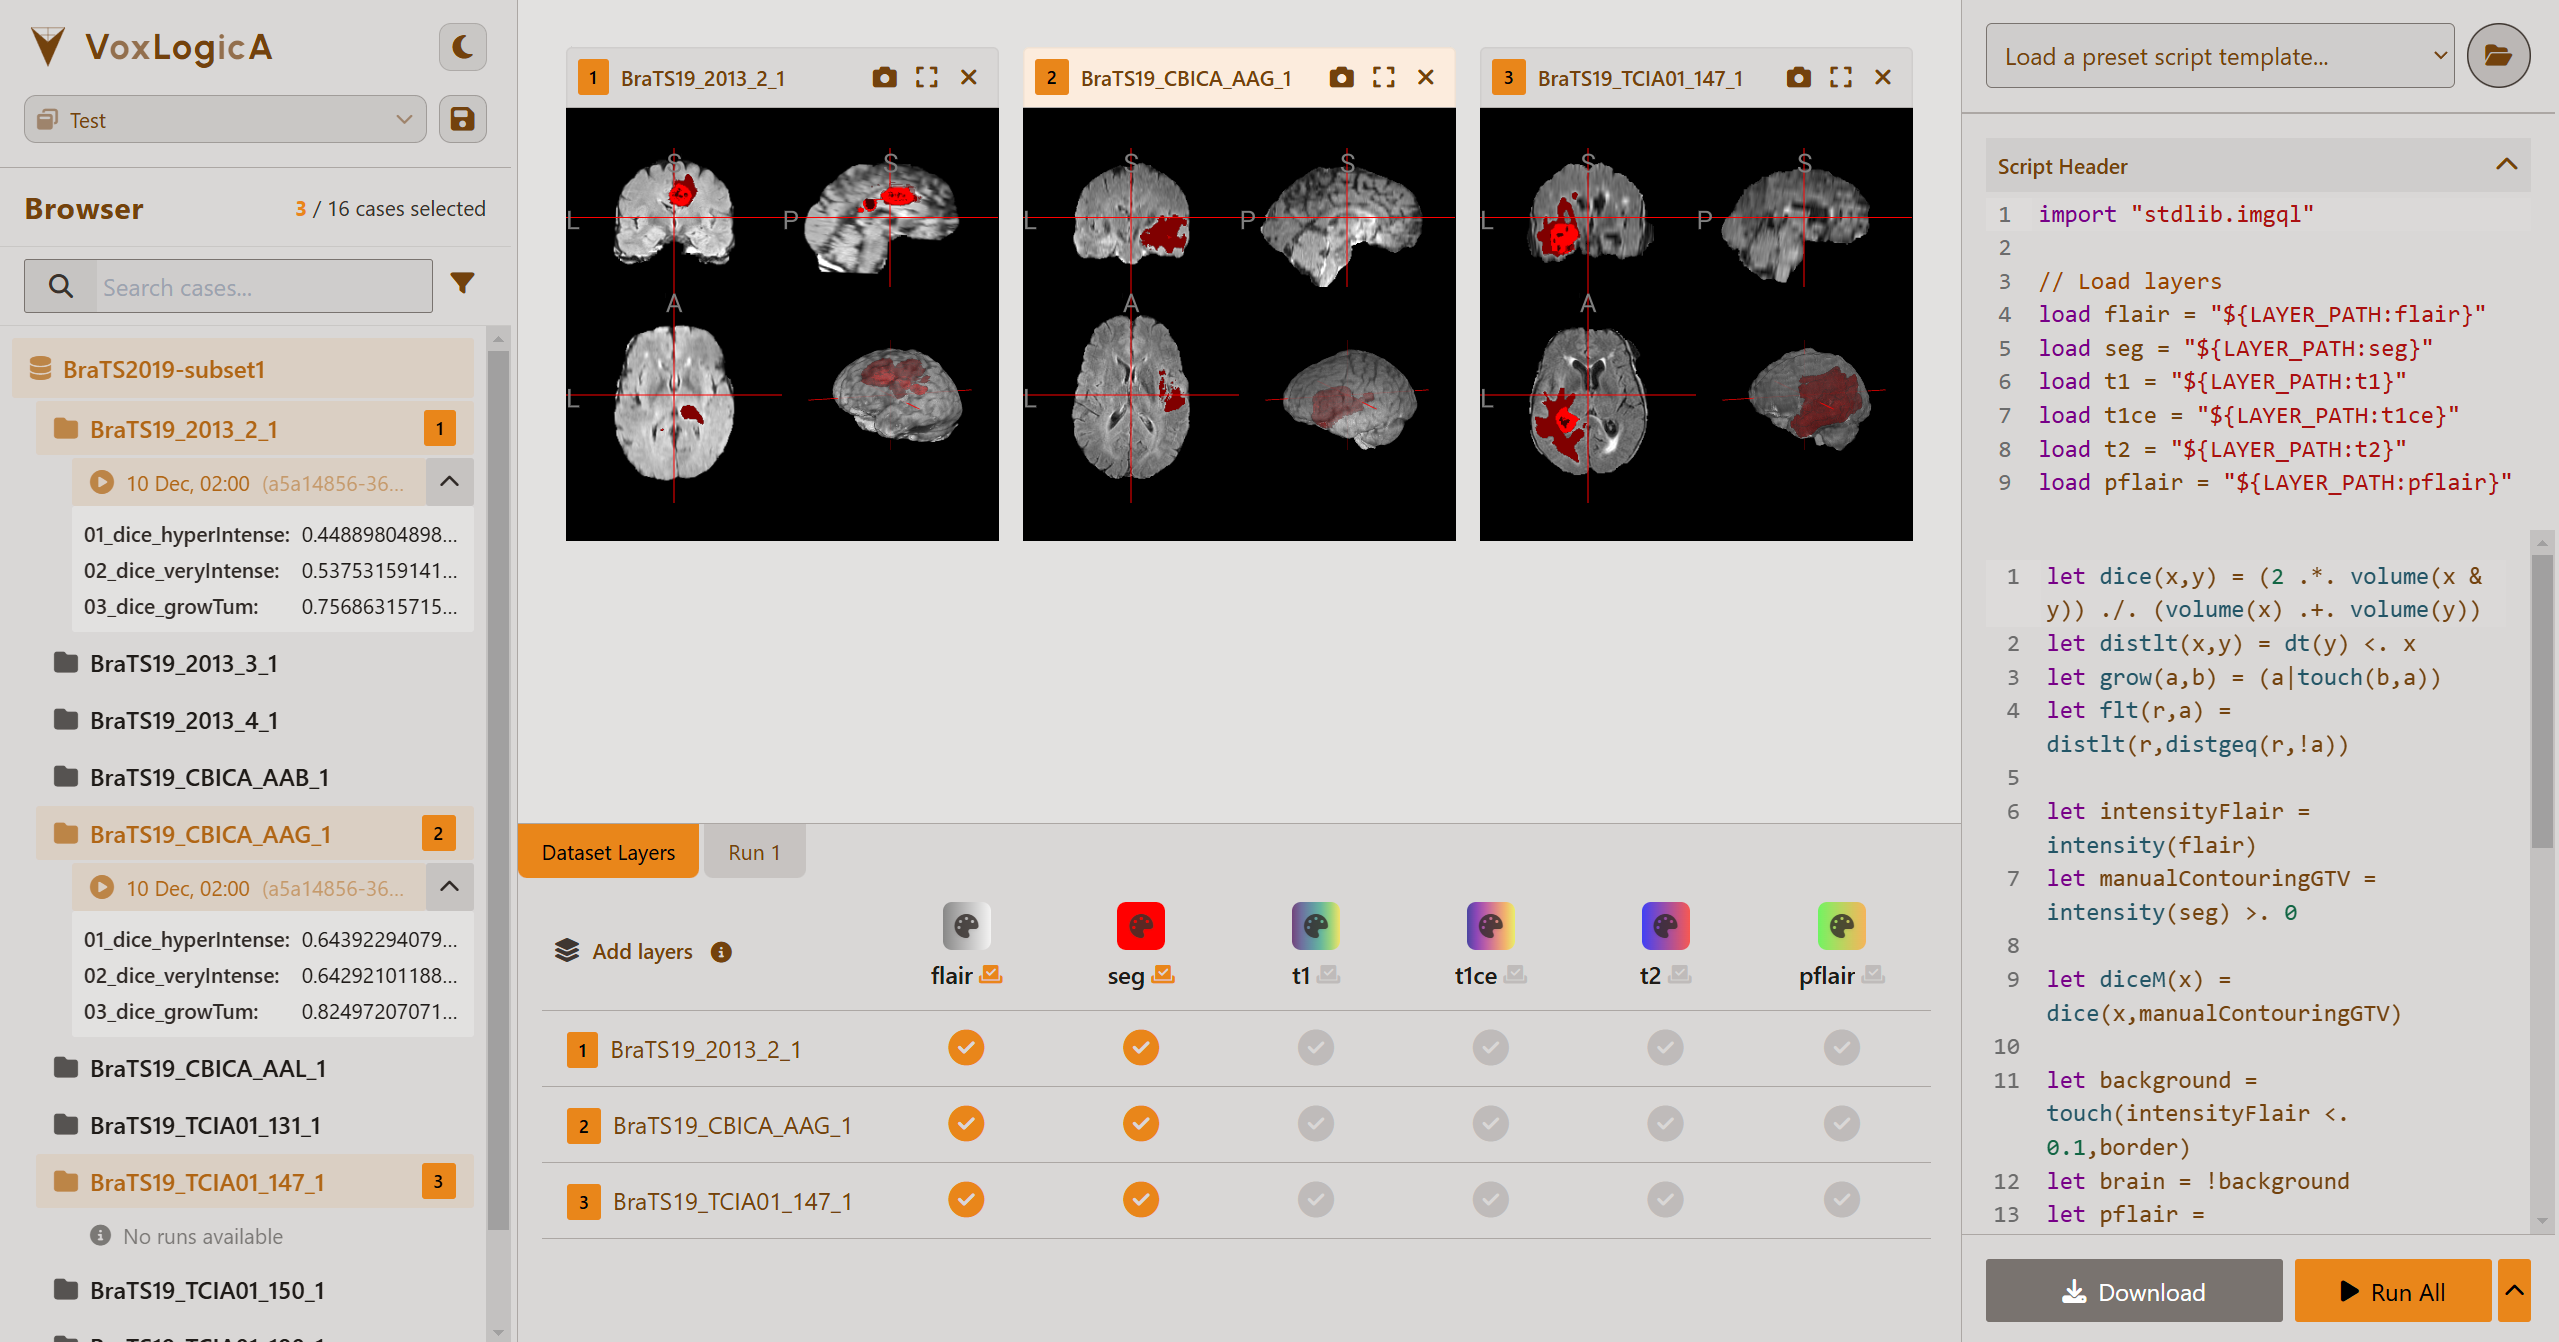 VoxLogicA
Test
Browser
3 / 16 cases selected
Search cases...
BraTS2019-subset1
BraTS19_2013_2_1
1
10 Dec, 02:00 (a5a14856-36...
01_dice_hyperIntense: 0.44889804898...
02_dice_veryIntense: 0.53753159141...
03_dice_growTum: 0.75686315715...
BraTS19_2013_3_1
BraTS19_2013_4_1
BraTS19_CBICA_AAB_1
BraTS19_CBICA_AAG_1
2
10 Dec, 02:00 (a5a14856-36...
01_dice_hyperIntense: 0.64392294079...
02_dice_veryIntense: 0.64292101188...
03_dice_growTum: 0.82497207071...
BraTS19_CBICA_AAL_1
BraTS19_TCIA01_131_1
BraTS19_TCIA01_147_1
3
No runs available
BraTS19_TCIA01_150_1
1 BraTS19_2013_2_1
S S
L P
A
L
2 BraTS19_CBICA_AAG_1
S S
L P
A
L
3 BraTS19_TCIA01_147_1
S S
L P
A
L
Dataset Layers
Run 1
Add layers
flair
seg
t1
t1ce
t2
pflair
1 BraTS19_2013_2_1
2 BraTS19_CBICA_AAG_1
3 BraTS19_TCIA01_147_1
Load a preset script template...
Script Header
1 import "stdlib.imgql"
2
3 // Load layers
4 load flair = "${LAYER_PATH:flair}"
5 load seg = "${LAYER_PATH:seg}"
6 load t1 = "${LAYER_PATH:t1}"
7 load t1ce = "${LAYER_PATH:t1ce}"
8 load t2 = "${LAYER_PATH:t2}"
9 load pflair = "${LAYER_PATH:pflair}"
1 let dice(x,y) = (2 .*. volume(x &
y)) ./. (volume(x) .+. volume(y))
2 let distlt(x,y) = dt(y) <. x
3 let grow(a,b) = (a|touch(b,a))
4 let flt(r,a) =
distlt(r,distgeq(r,!a))
5
6 let intensityFlair =
intensity(flair)
7 let manualContouringGTV =
intensity(seg) >. 0
8
9 let diceM(x) =
dice(x,manualContouringGTV)
10
11 let background =
touch(intensityFlair <.
0.1,border)
12 let brain = !background
13 let pflair =
Download
Run All